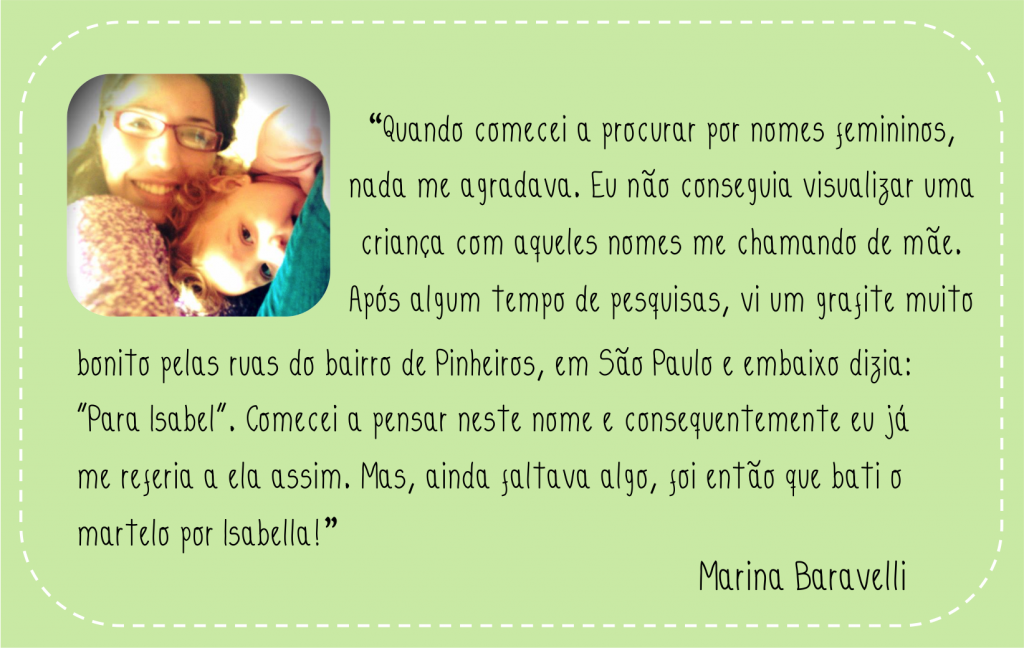 “Quando comecei a procurar por nomes femininos,
nada me agradava. Eu não conseguia visualizar uma
criança com aqueles nomes me chamando de mãe.
Após algum tempo de pesquisas, vi um grafite muito
bonito pelas ruas do bairro de Pinheiros, em São Paulo e embaixo dizia:
"Para Isabel". Comecei a pensar neste nome e consequentemente eu já
me referia a ela assim. Mas, ainda faltava algo, foi então que bati o
martelo por Isabella!”
Marina Baravelli